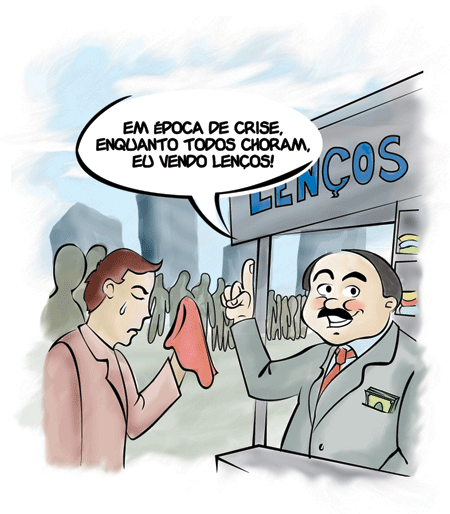 EM ÉPOCA DE CRISE,
ENQUANTO TODOS CHORAM,
EU VENDO LENÇOS!
LENÇOS